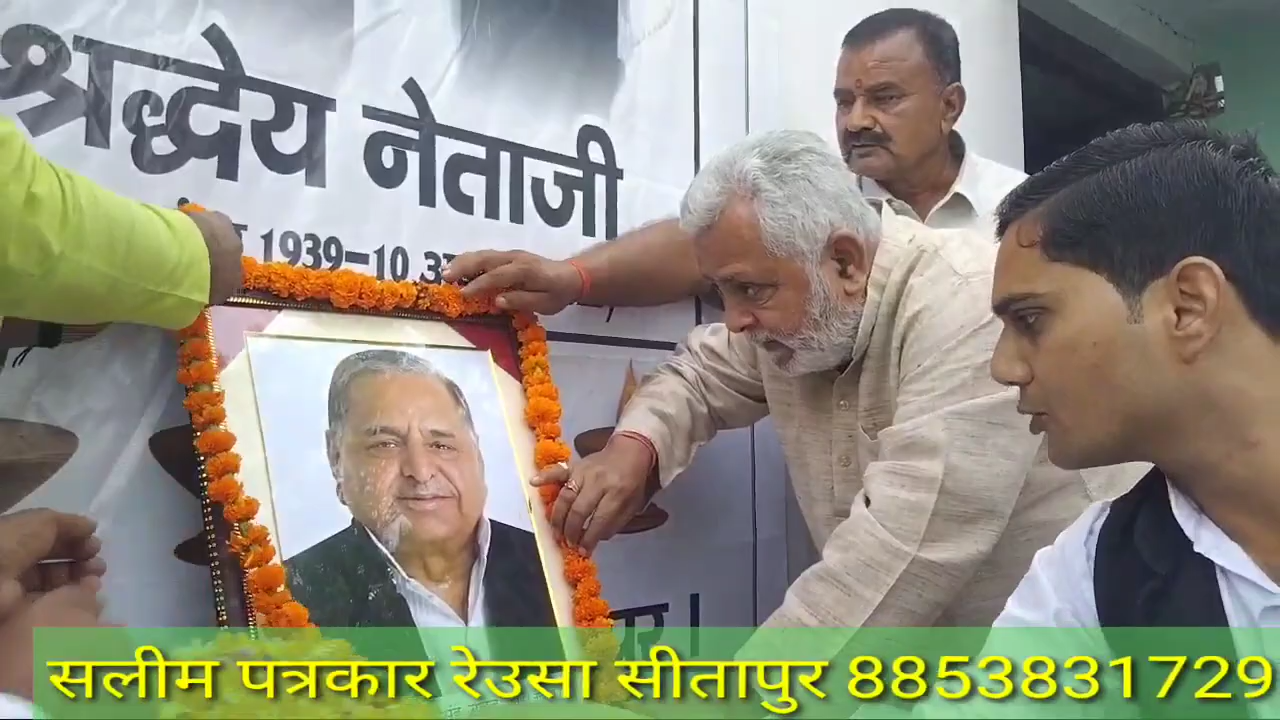 श्रद्धेय नेताजी
1939-10
सलीम पत्रकार रेउसा सीतापुर 8853831729